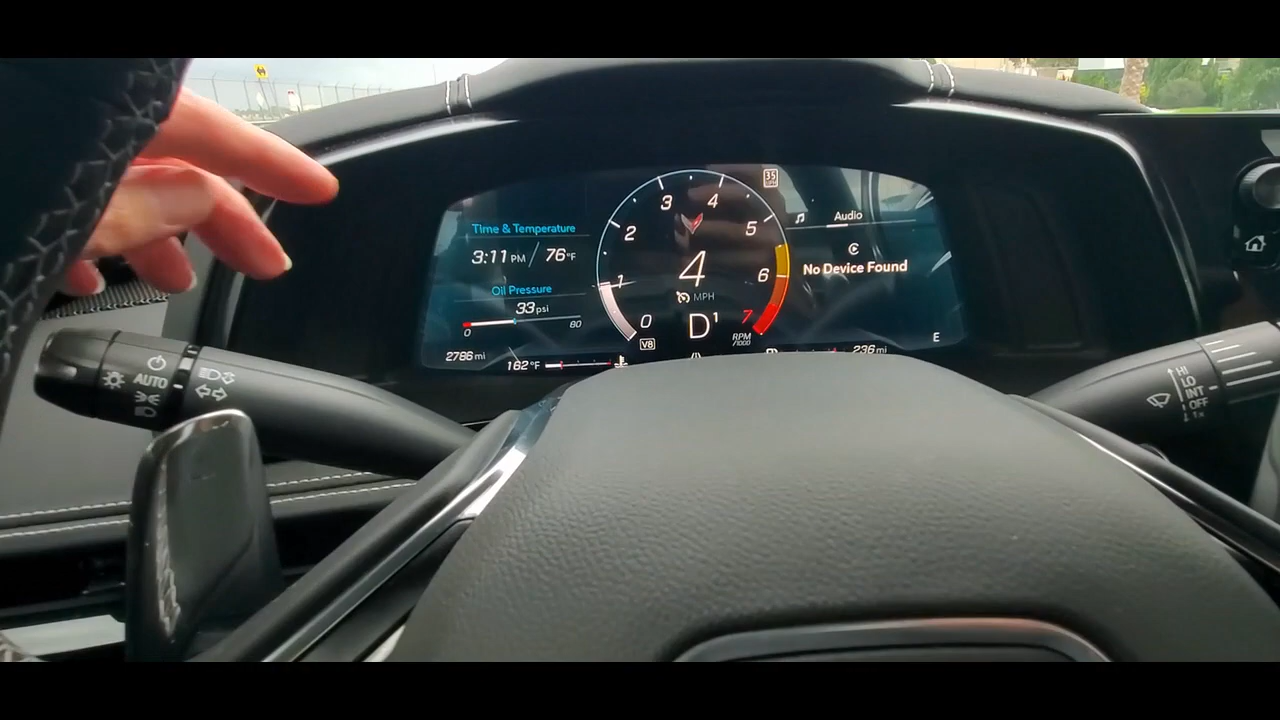 35
Audio
Time & Temperature
3:11 PM / 76°F
No Device Found
Oil Pressure
33 psi
0 80
0 1 2 3 4 5 6 7
4
MPH
D1
V8
RPM
/1000
2786 mi
162°F
236 mi
E
AUTO
HI
LO
INT
OFF
1x